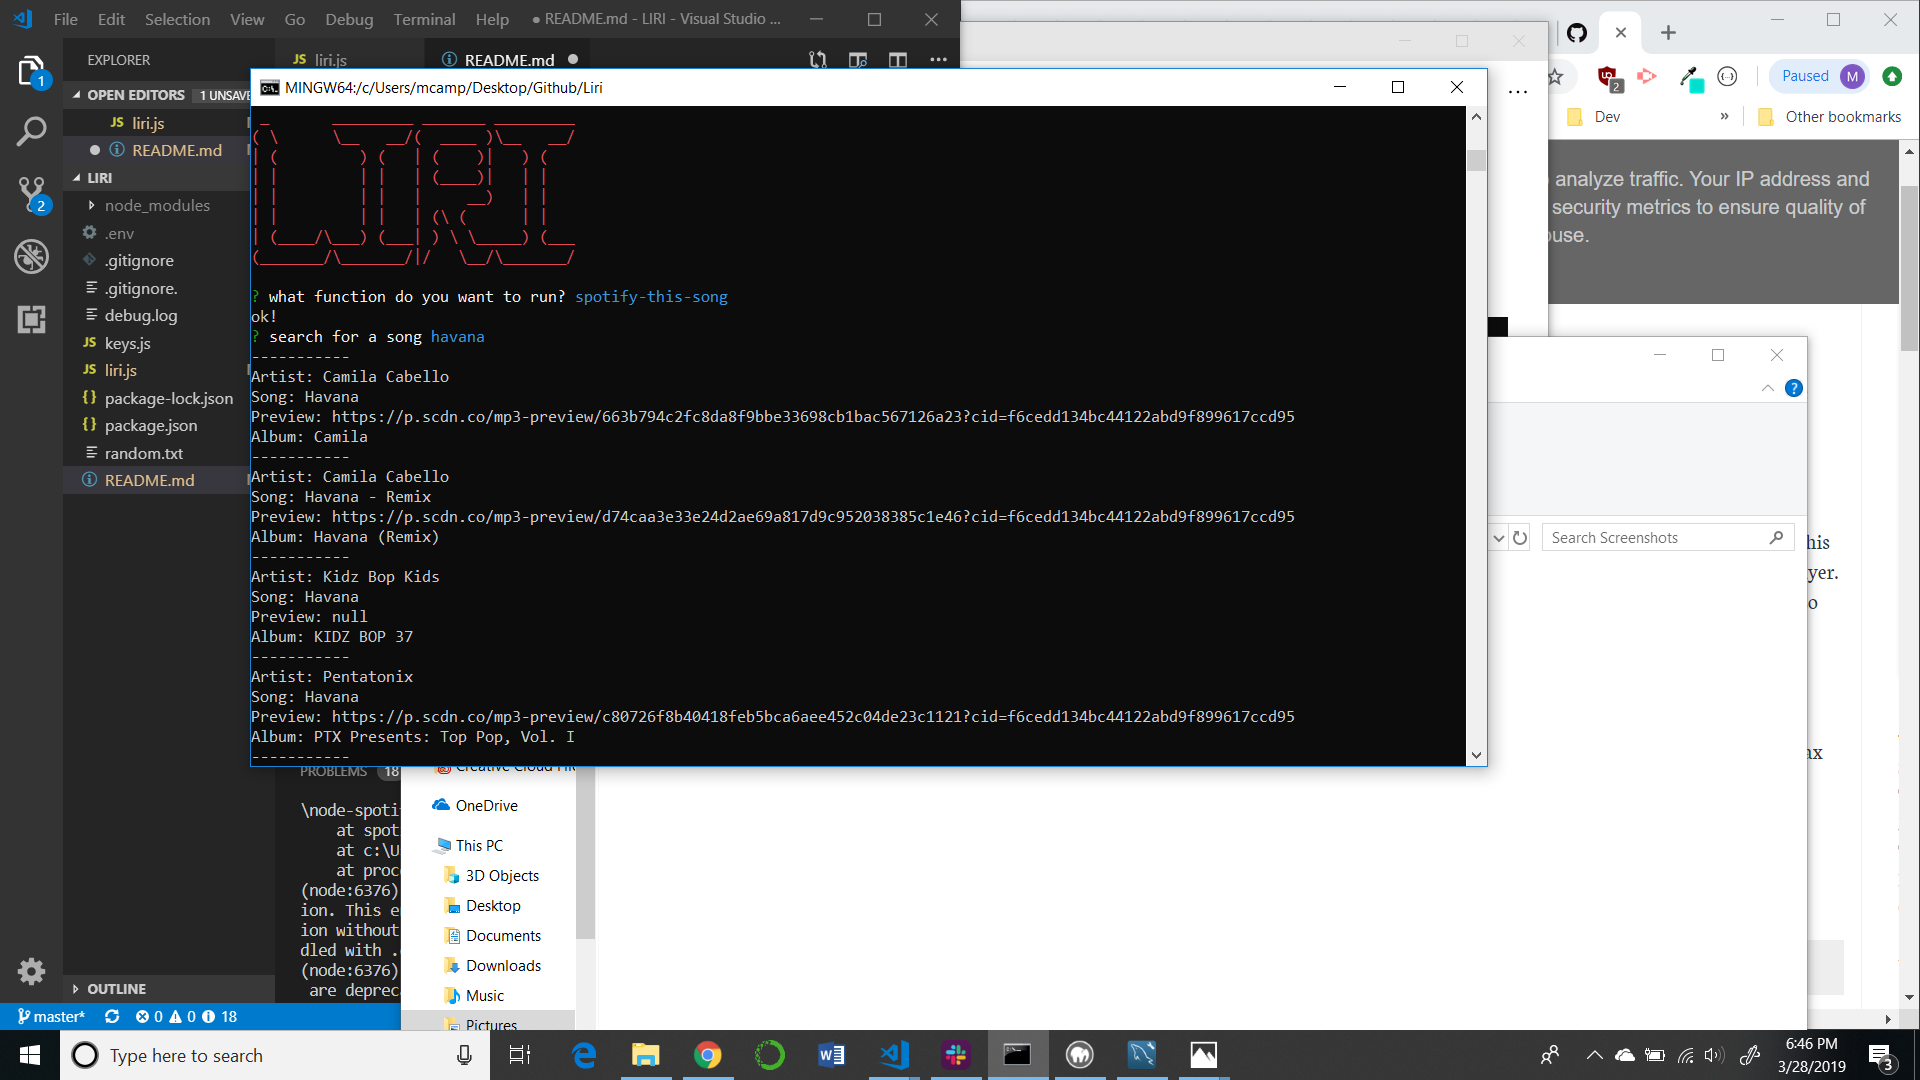 File Edit Selection View Go Debug Terminal Help ● README.md - LIRI - Visual Studio ...
EXPLORER
JS liri.js
README.md
OPEN EDITORS 1 UNSAVE
JS liri.js
README.md
LIRI
node_modules
.env
.gitignore
.gitignore.
debug.log
JS keys.js
JS liri.js
{} package-lock.json
{} package.json
random.txt
README.md
OUTLINE
master* 0 0 18
1
2
MINGW64:/c/Users/mcamp/Desktop/Github/Liri
LIRI
? what function do you want to run? spotify-this-song
ok!
? search for a song havana
-----------
Artist: Camila Cabello
Song: Havana
Preview: https://p.scdn.co/mp3-preview/663b794c2fc8da8f9bbe33698cb1bac567126a23?cid=f6cedd134bc44122abd9f899617ccd95
Album: Camila
-----------
Artist: Camila Cabello
Song: Havana - Remix
Preview: https://p.scdn.co/mp3-preview/d74caa3e33e24d2ae69a817d9c952038385c1e46?cid=f6cedd134bc44122abd9f899617ccd95
Album: Havana (Remix)
-----------
Artist: Kidz Bop Kids
Song: Havana
Preview: null
Album: KIDZ BOP 37
-----------
Artist: Pentatonix
Song: Havana
Preview: https://p.scdn.co/mp3-preview/c80726f8b40418feb5bca6aee452c04de23c1121?cid=f6cedd134bc44122abd9f899617ccd95
Album: PTX Presents: Top Pop, Vol. I
-----------
PROBLEMS 18
\node-spoti
at spot
at c:\U
at proc
(node:6376)
ion. This e
ion without
dled with .
(node:6376)
are depreca
OneDrive
This PC
3D Objects
Desktop
Documents
Downloads
Music
Pictures
Paused M
2
Dev » Other bookmarks
analyze traffic. Your IP address and
security metrics to ensure quality of
ouse.
Search Screenshots
his
yer.
o
ax
Type here to search
6:46 PM
3/28/2019
3